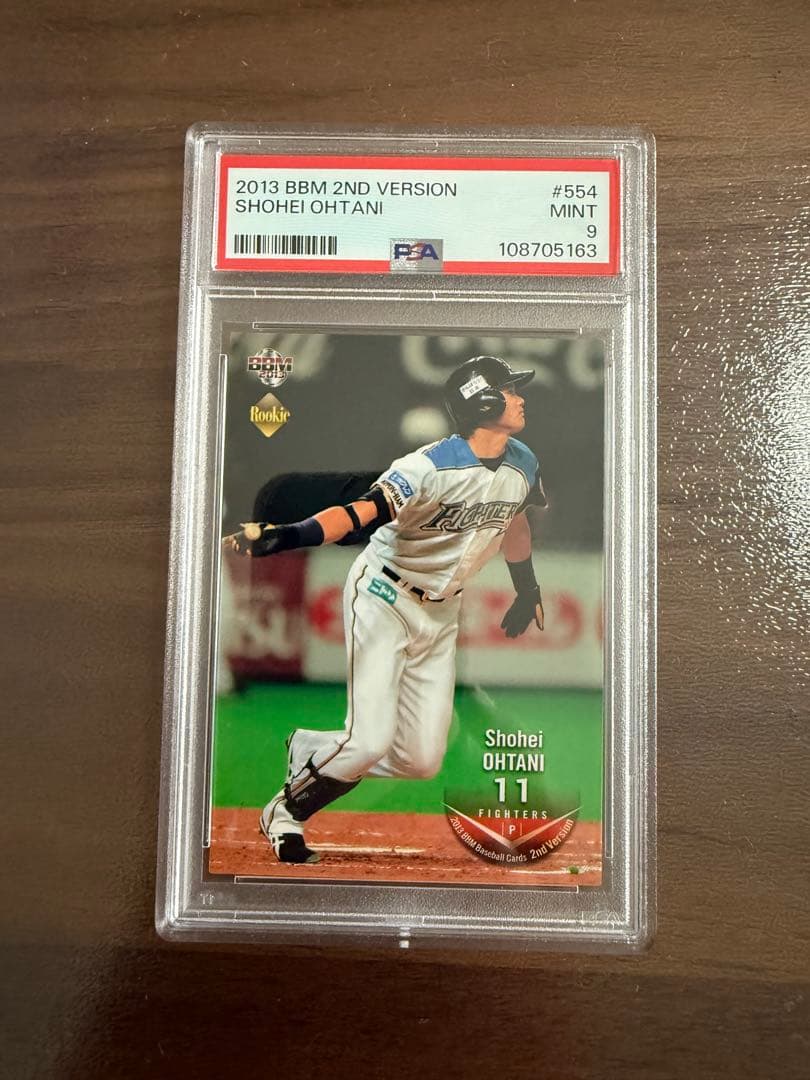 2013 BBM 2ND VERSION
#554
SHOHEI OHTANI
MINT
9
PSA
108705163
BBM
2013
Rookie
FIGHTERS
Shohei
OHTANI
11
FIGHTERS
P
2013 BBM Baseball Cards 2nd Version